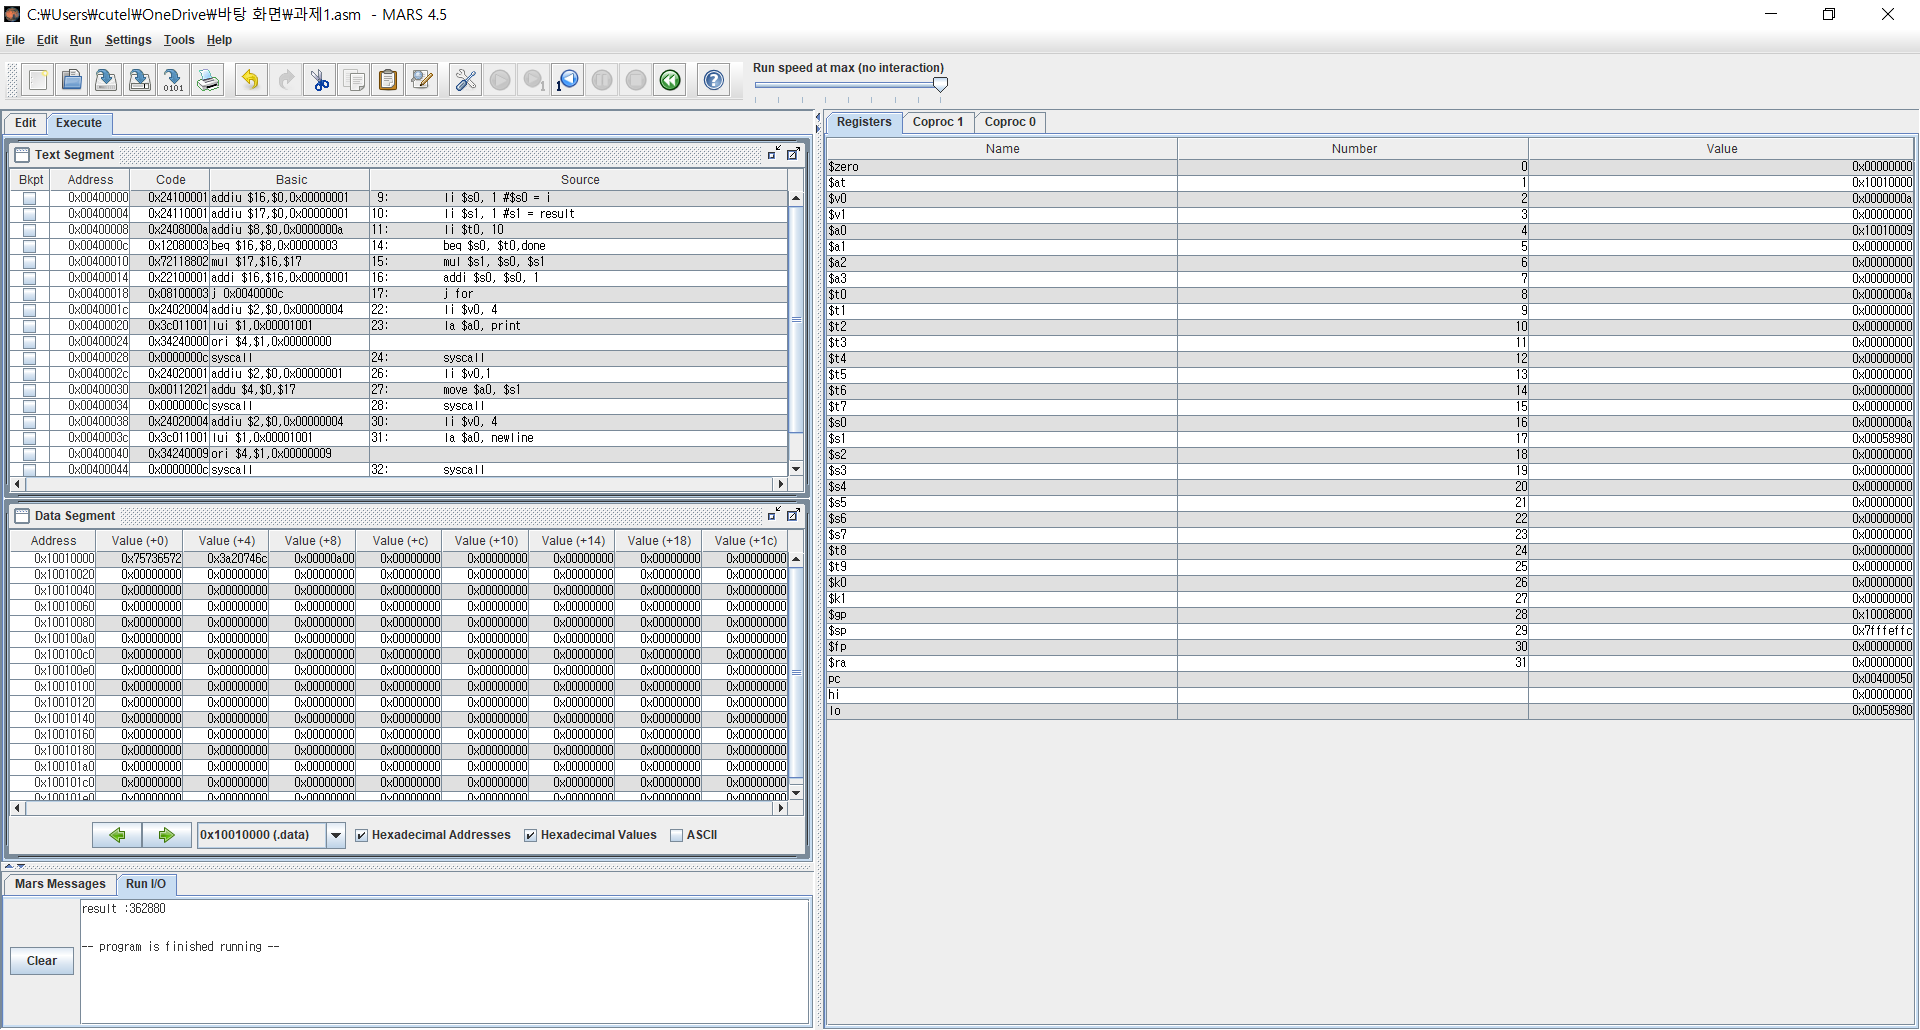 C:₩Users₩cutel₩OneDrive₩바탕 화면₩과제1.asm - MARS 4.5
File Edit Run Settings Tools Help
Run speed at max (no interaction)
Edit Execute
Text Segment
Bkpt Address Code Basic Source
0x00400000 0x24100001 addiu $16,$0,0x00000001 9: li $s0, 1 #$s0 = i
0x00400004 0x24110001 addiu $17,$0,0x00000001 10: li $s1, 1 #s1 = result
0x00400008 0x2408000a addiu $8,$0,0x0000000a 11: li $t0, 10
0x0040000c 0x12080003 beq $16,$8,0x00000003 14: beq $s0, $t0,done
0x00400010 0x72118802 mul $17,$16,$17 15: mul $s1, $s0, $s1
0x00400014 0x22100001 addi $16,$16,0x00000001 16: addi $s0, $s0, 1
0x00400018 0x08100003 j 0x0040000c 17: j for
0x0040001c 0x24020004 addiu $2,$0,0x00000004 22: li $v0, 4
0x00400020 0x3c011001 lui $1,0x00001001 23: la $a0, print
0x00400024 0x34240000 ori $4,$1,0x00000000
0x00400028 0x0000000c syscall 24: syscall
0x0040002c 0x24020001 addiu $2,$0,0x00000001 26: li $v0,1
0x00400030 0x00112021 addu $4,$0,$17 27: move $a0, $s1
0x00400034 0x0000000c syscall 28: syscall
0x00400038 0x24020004 addiu $2,$0,0x00000004 30: li $v0, 4
0x0040003c 0x3c011001 lui $1,0x00001001 31: la $a0, newline
0x00400040 0x34240009 ori $4,$1,0x00000009
0x00400044 0x0000000c syscall 32: syscall
Data Segment
Address Value (+0) Value (+4) Value (+8) Value (+c) Value (+10) Value (+14) Value (+18) Value (+1c)
0x10010000 0x75736572 0x3a20746c 0x00000a00 0x00000000 0x00000000 0x00000000 0x00000000 0x00000000
0x10010020 0x00000000 0x00000000 0x00000000 0x00000000 0x00000000 0x00000000 0x00000000 0x00000000
0x10010040 0x00000000 0x00000000 0x00000000 0x00000000 0x00000000 0x00000000 0x00000000 0x00000000
0x10010060 0x00000000 0x00000000 0x00000000 0x00000000 0x00000000 0x00000000 0x00000000 0x00000000
0x10010080 0x00000000 0x00000000 0x00000000 0x00000000 0x00000000 0x00000000 0x00000000 0x00000000
0x100100a0 0x00000000 0x00000000 0x00000000 0x00000000 0x00000000 0x00000000 0x00000000 0x00000000
0x100100c0 0x00000000 0x00000000 0x00000000 0x00000000 0x00000000 0x00000000 0x00000000 0x00000000
0x100100e0 0x00000000 0x00000000 0x00000000 0x00000000 0x00000000 0x00000000 0x00000000 0x00000000
0x10010100 0x00000000 0x00000000 0x00000000 0x00000000 0x00000000 0x00000000 0x00000000 0x00000000
0x10010120 0x00000000 0x00000000 0x00000000 0x00000000 0x00000000 0x00000000 0x00000000 0x00000000
0x10010140 0x00000000 0x00000000 0x00000000 0x00000000 0x00000000 0x00000000 0x00000000 0x00000000
0x10010160 0x00000000 0x00000000 0x00000000 0x00000000 0x00000000 0x00000000 0x00000000 0x00000000
0x10010180 0x00000000 0x00000000 0x00000000 0x00000000 0x00000000 0x00000000 0x00000000 0x00000000
0x100101a0 0x00000000 0x00000000 0x00000000 0x00000000 0x00000000 0x00000000 0x00000000 0x00000000
0x100101c0 0x00000000 0x00000000 0x00000000 0x00000000 0x00000000 0x00000000 0x00000000 0x00000000
0x100101e0 0x00000000 0x00000000 0x00000000 0x00000000 0x00000000 0x00000000 0x00000000 0x00000000
0x10010000 (.data) Hexadecimal Addresses Hexadecimal Values ASCII
Mars Messages Run I/O
result :362880
-- program is finished running --
Clear
Registers Coproc 1 Coproc 0
Name Number Value
$zero 0 0x00000000
$at 1 0x10010000
$v0 2 0x0000000a
$v1 3 0x00000000
$a0 4 0x10010009
$a1 5 0x00000000
$a2 6 0x00000000
$a3 7 0x00000000
$t0 8 0x0000000a
$t1 9 0x00000000
$t2 10 0x00000000
$t3 11 0x00000000
$t4 12 0x00000000
$t5 13 0x00000000
$t6 14 0x00000000
$t7 15 0x00000000
$s0 16 0x0000000a
$s1 17 0x00058980
$s2 18 0x00000000
$s3 19 0x00000000
$s4 20 0x00000000
$s5 21 0x00000000
$s6 22 0x00000000
$s7 23 0x00000000
$t8 24 0x00000000
$t9 25 0x00000000
$k0 26 0x00000000
$k1 27 0x00000000
$gp 28 0x10008000
$sp 29 0x7fffeffc
$fp 30 0x00000000
$ra 31 0x00000000
pc 0x00400050
hi 0x00000000
lo 0x00058980